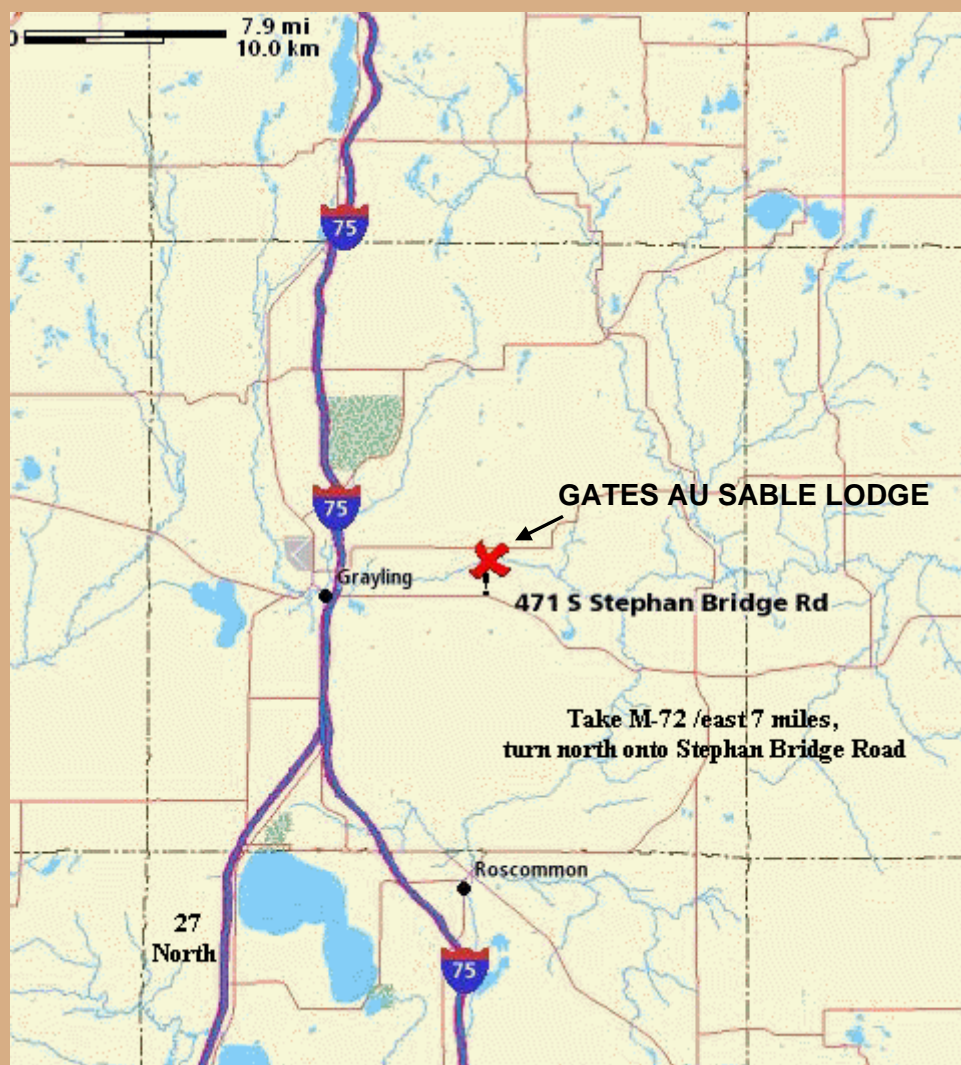 0
7.9 mi
10.0 km
75
75
GATES AU SABLE LODGE
Grayling
471 S Stephan Bridge Rd
Take M-72 /east 7 miles,
turn north onto Stephan Bridge Road
Roscommon
27
North
75